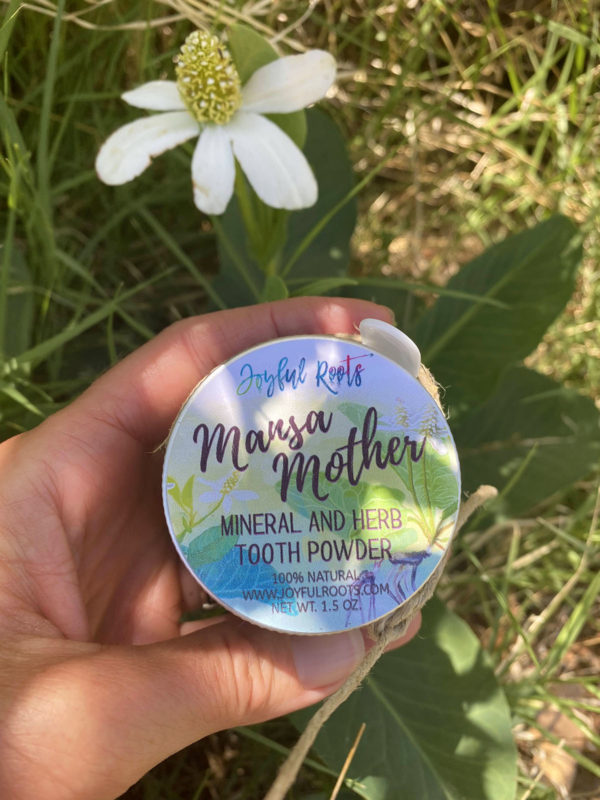 Joyful Roots
Mansa
Mother
MINERAL AND HERB
TOOTH POWDER
100% NATURAL
WWW.JOYFULROOTS.COM
NET WT. 1.5 OZ.